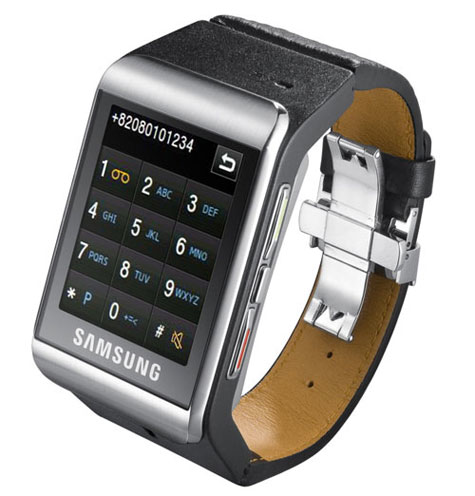 +82080101234
1 2 ABC 3 DEF
4 GHI 5 JKL 6 MNO
7 PQRS 8 TUV 9 WXYZ
* P 0 +=< #
SAMSUNG